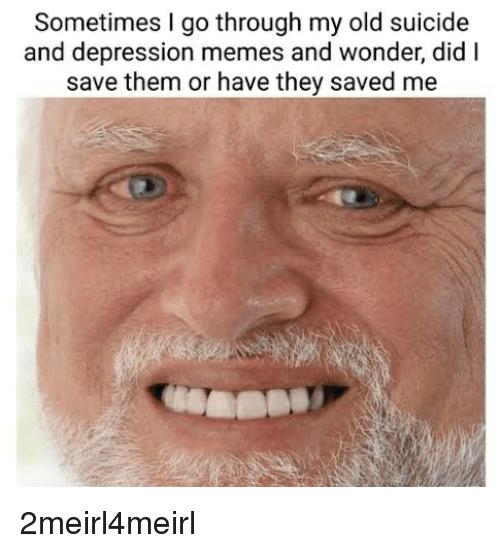 Sometimes I go through my old suicide
and depression memes and wonder, did I
save them or have they saved me
2meirl4meirl